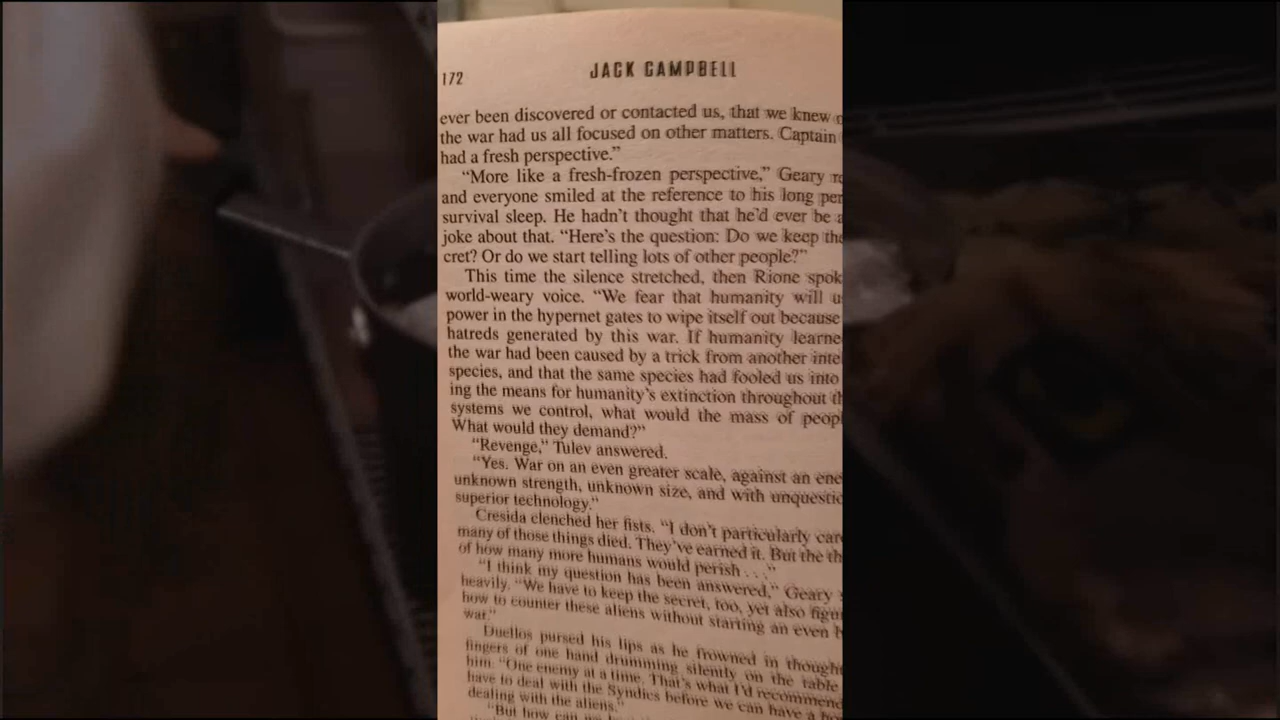 172
JACK CAMPBELL
ever been discovered or contacted us, that we knew
the war had us all focused on other matters. Captain
had a fresh perspective.”
“More like a fresh-frozen perspective,” Geary
and everyone smiled at the reference to his long
survival sleep. He hadn’t thought that he’d ever be
joke about that. “Here’s the question: Do we keep
cret? Or do we start telling lots of other people?”
This time the silence stretched, then Rione
world-weary voice. “We fear that humanity will
power in the hypernet gates to wipe itself out because
hatreds generated by this war. If humanity
the war had been caused by a trick from another
species, and that the same species had fooled us into
ing the means for humanity’s extinction throughout
systems we control, what would the mass of
What would they demand?”
“Revenge,” Tulev answered.
“Yes. War on an even greater scale, against an
unknown strength, unknown size, and with
superior technology.”
Cresida clenched her fists. “I don’t particularly
many of those things died. They’ve earned it. But the
of how many more humans would perish . . .”
“I think my question has been answered,” Geary
heavily. “We have to keep the secret, too, yet also
how to counter these aliens without starting an even
war.”
Duellos pursed his lips as he frowned in
fingers of one hand drumming silently on the table
him. “One enemy at a time. That’s what I’d recommend
have to deal with the Syndics before we can have a
dealing with the aliens.”
“But how can we